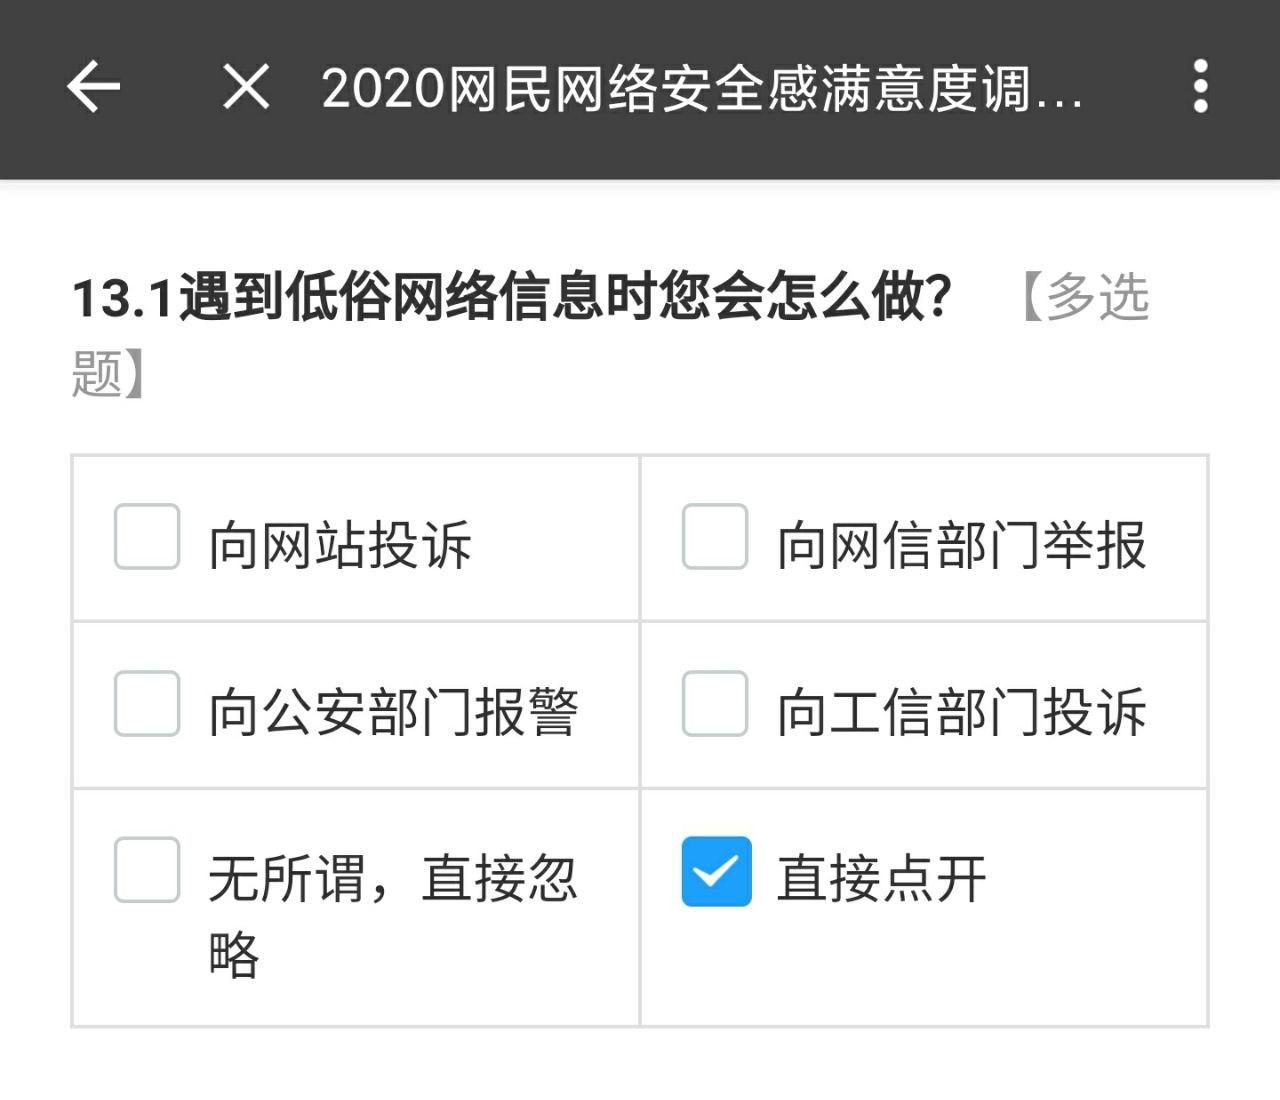 2020网民网络安全感满意度调...
13.1遇到低俗网络信息时您会怎么做？ 【多选
题】
向网站投诉
向网信部门举报
向公安部门报警
向工信部门投诉
无所谓，直接忽
略
直接点开